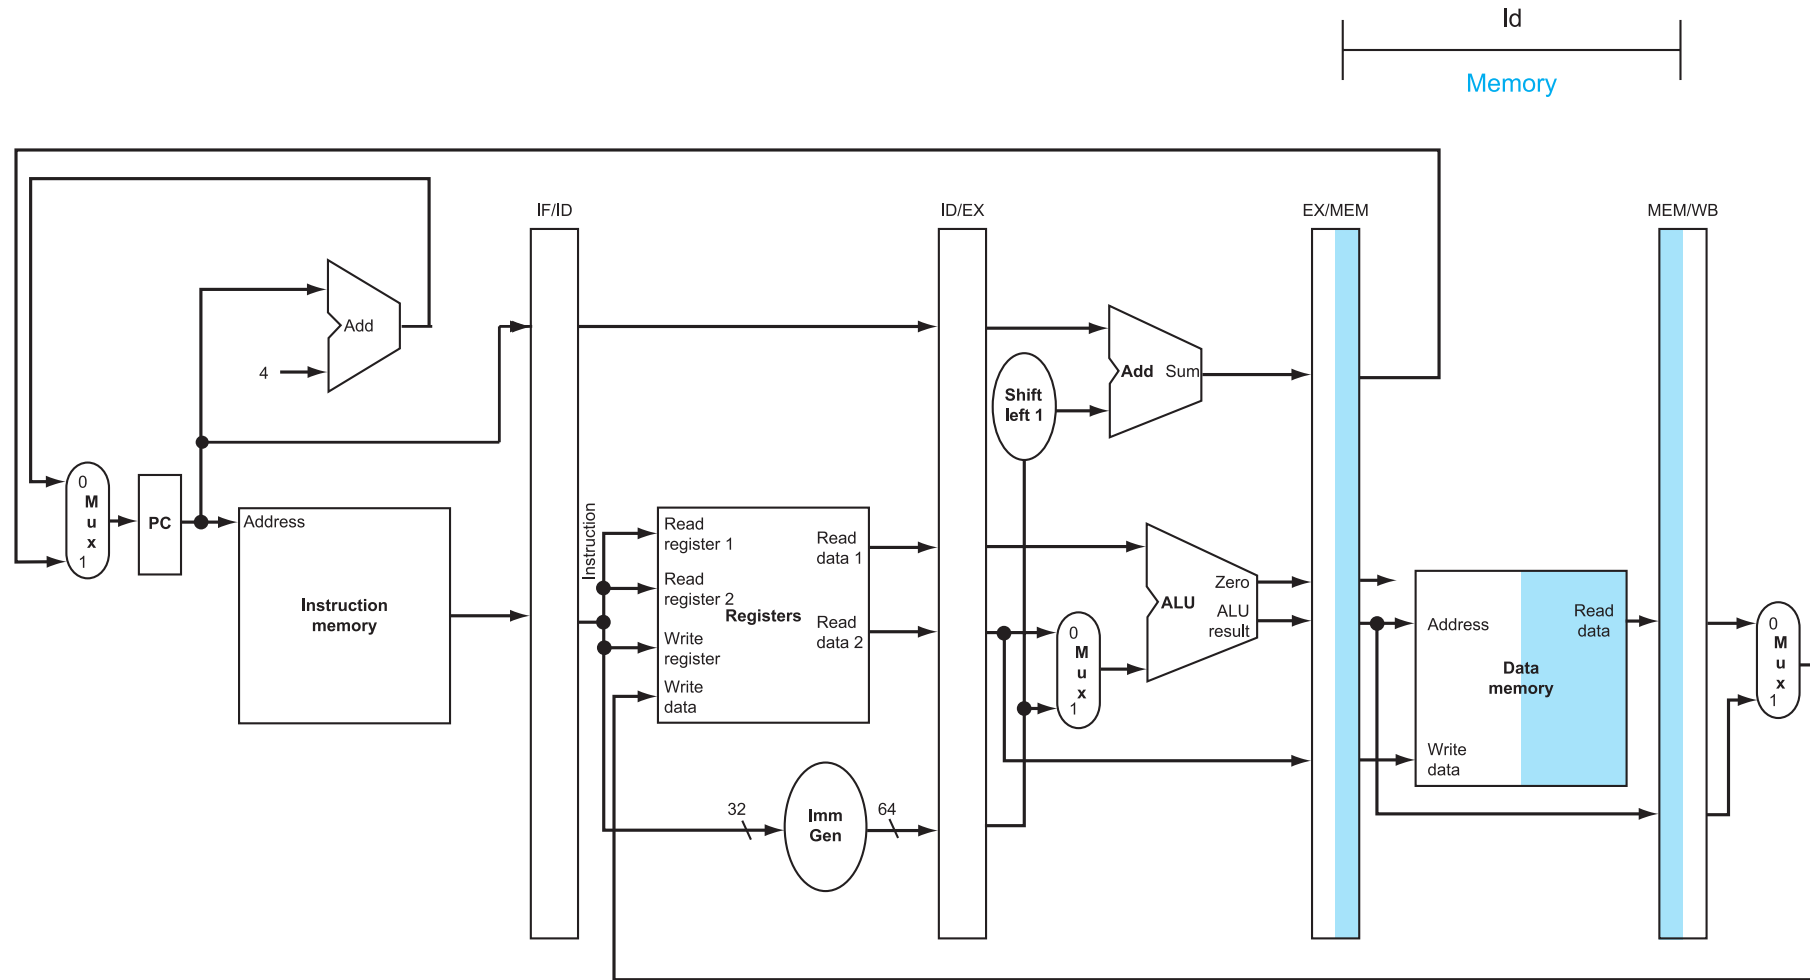 ld
Memory
IF/ID
ID/EX
EX/MEM
MEM/WB
Add
4
0
M
u
x
1
PC
Address
Instruction
memory
Instruction
Read
register 1
Read
register 2
Write
register
Write
data
Registers
Read
data 1
Read
data 2
32
Imm
Gen
64
Shift
left 1
Add Sum
0
M
u
x
1
ALU
Zero
ALU
result
Address
Write
data
Data
memory
Read
data
0
M
u
x
1